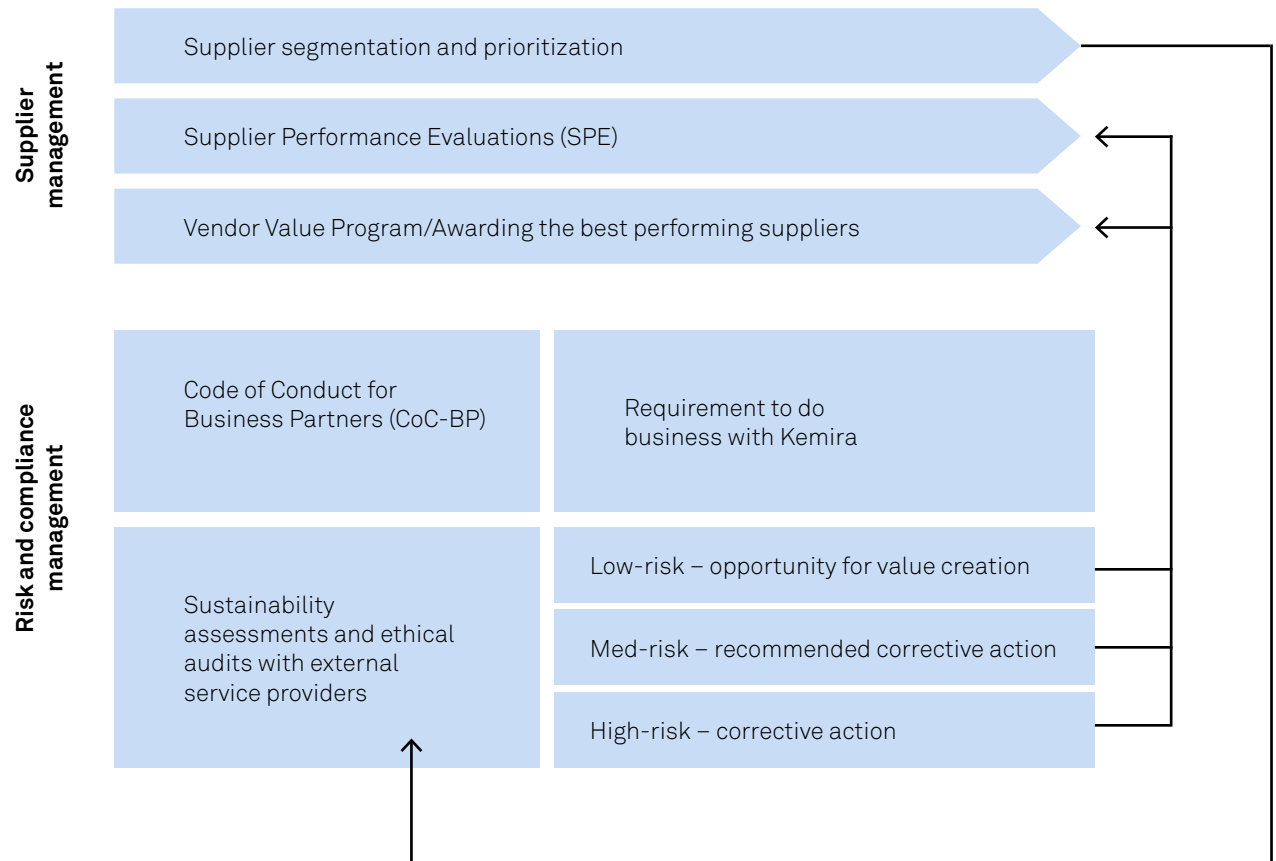 Supplier
management
Supplier segmentation and prioritization
Supplier Performance Evaluations (SPE)
Vendor Value Program/Awarding the best performing suppliers
Risk and compliance
management
Code of Conduct for
Business Partners (CoC-BP)
Requirement to do
business with Kemira
Sustainability
assessments and ethical
audits with external
service providers
Low-risk – opportunity for value creation
Med-risk – recommended corrective action
High-risk – corrective action